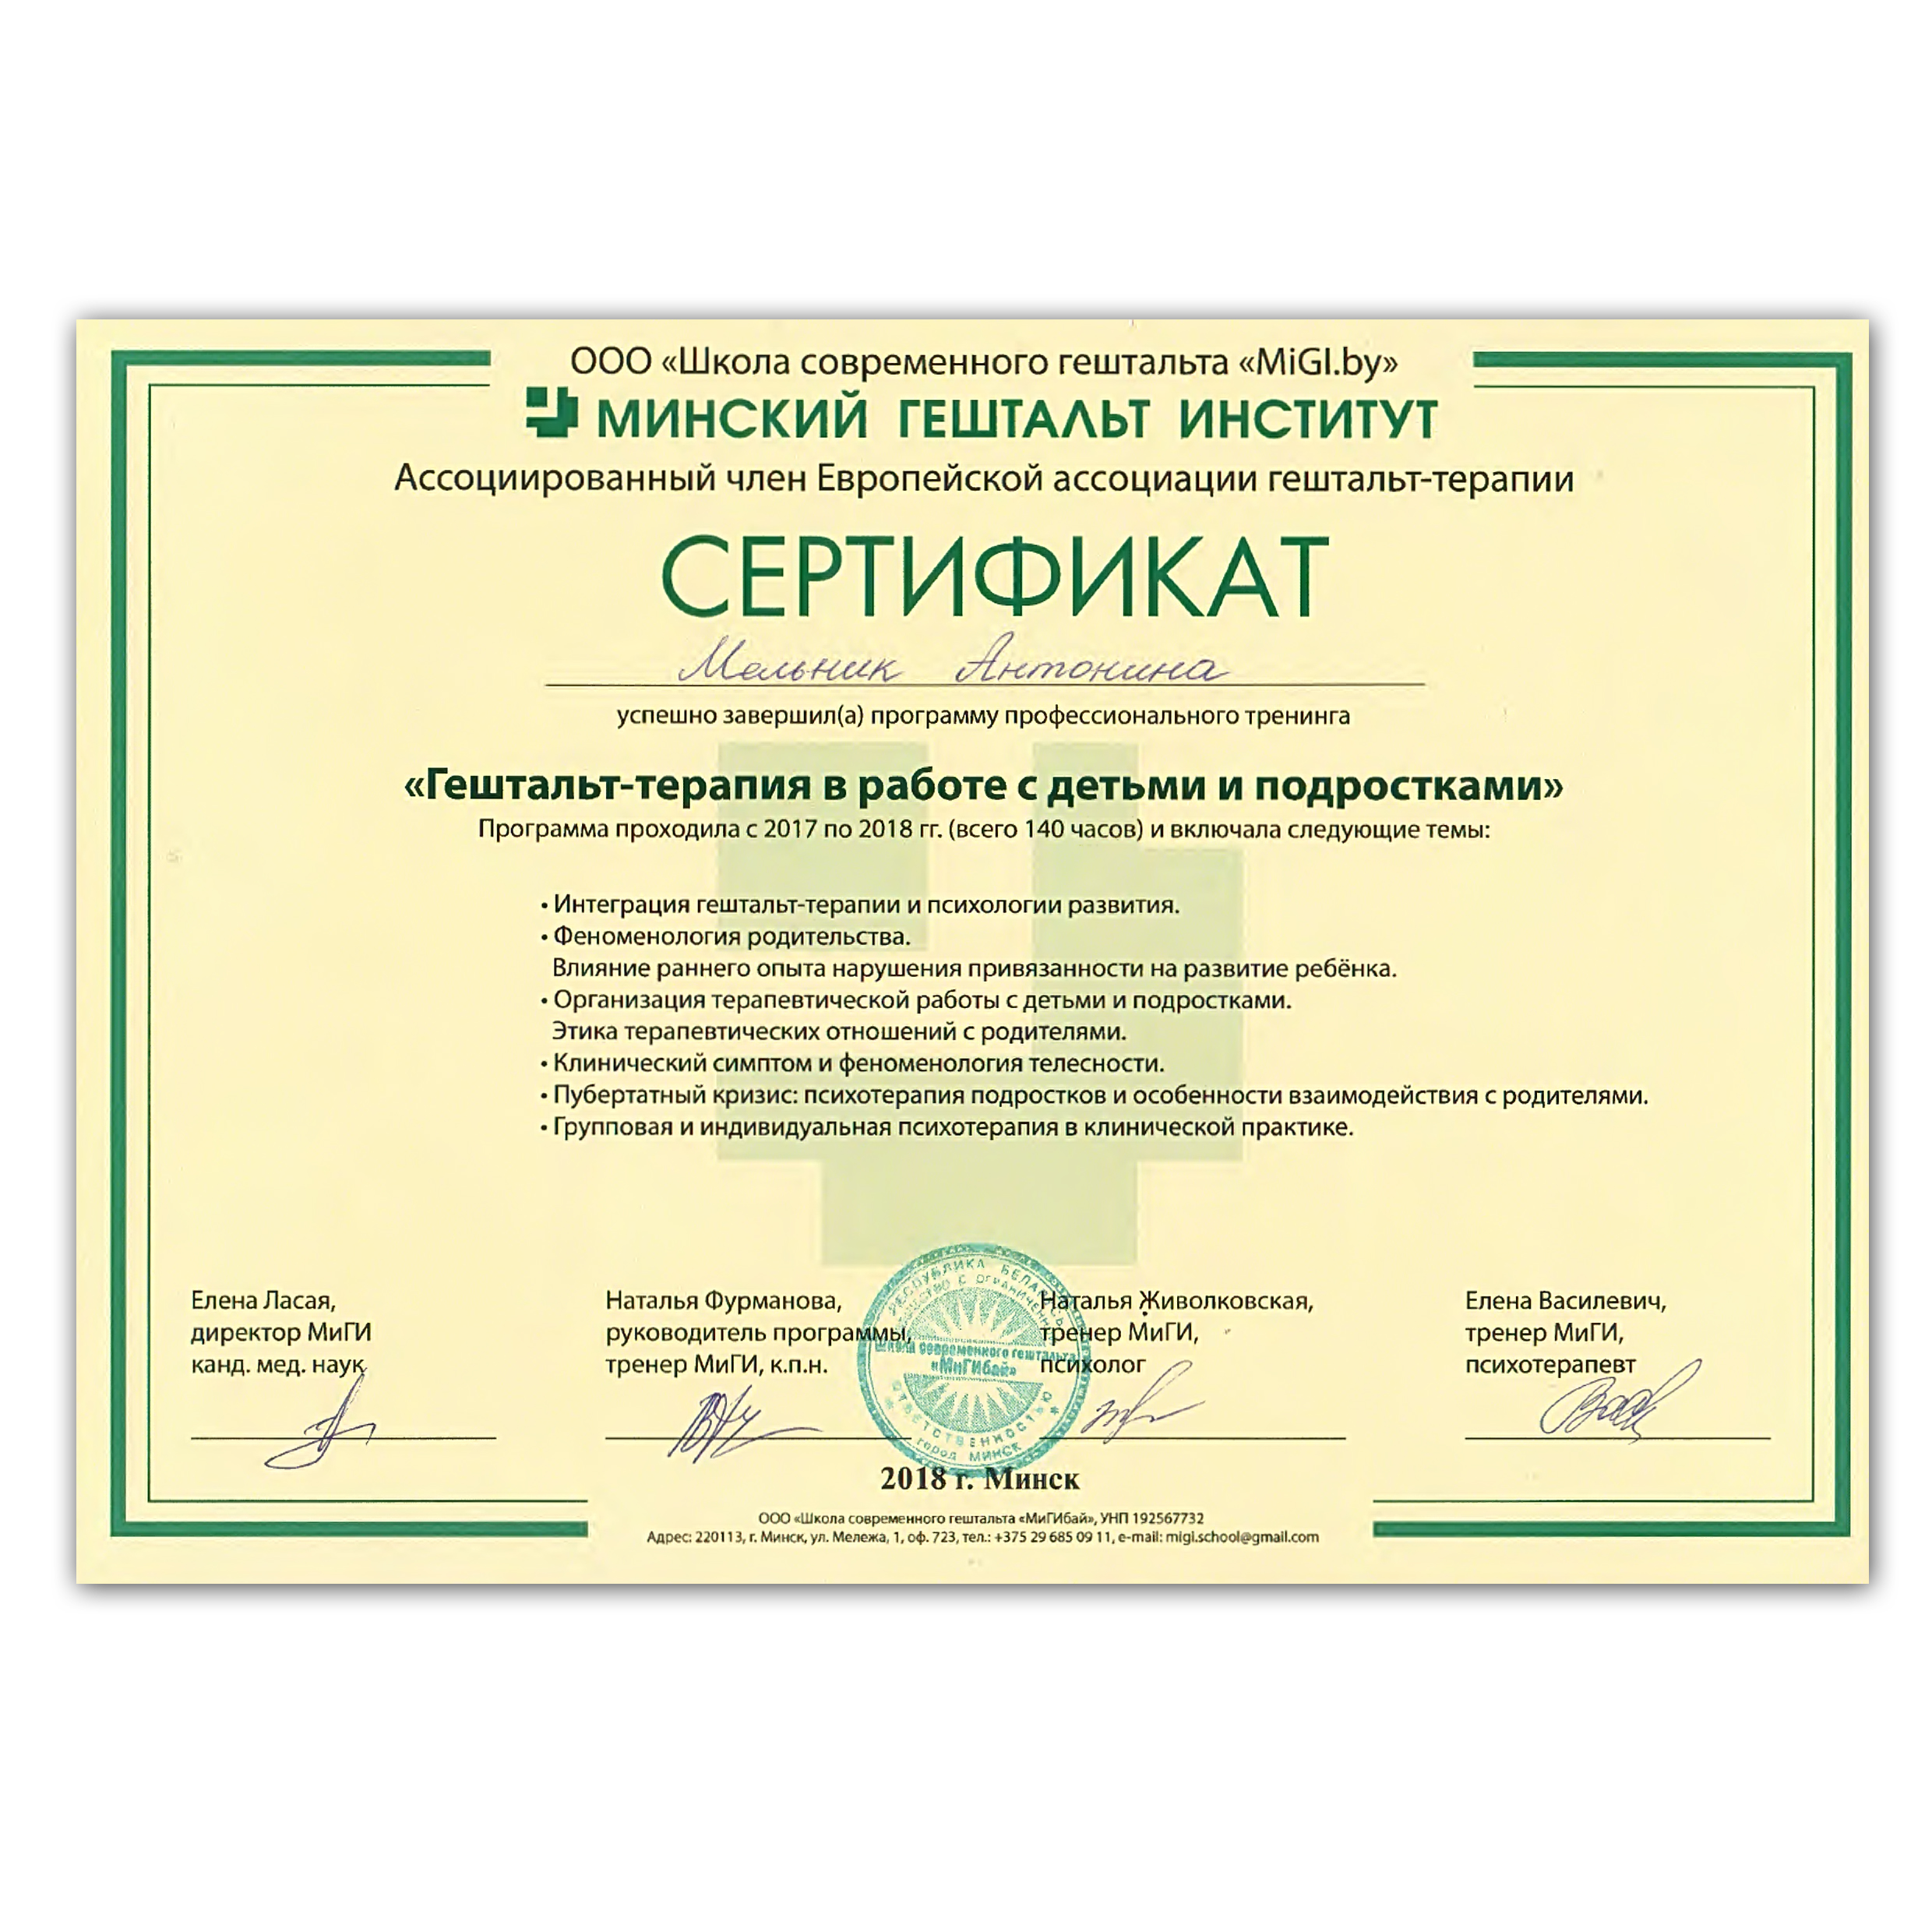 ООО «Школа современного гештальта «MiGI.by»
МИНСКИЙ ГЕШТАЛЬТ ИНСТИТУТ
Ассоциированный член Европейской ассоциации гештальт-терапии
СЕРТИФИКАТ
Мельник Антонина
успешно завершил(а) программу профессионального тренинга
«Гештальт-терапия в работе с детьми и подростками»
Программа проходила с 2017 по 2018 гг. (всего 140 часов) и включала следующие темы:
• Интеграция гештальт-терапии и психологии развития.
• Феноменология родительства.
Влияние раннего опыта нарушения привязанности на развитие ребёнка.
• Организация терапевтической работы с детьми и подростками.
Этика терапевтических отношений с родителями.
• Клинический симптом и феноменология телесности.
• Пубертатный кризис: психотерапия подростков и особенности взаимодействия с родителями.
• Групповая и индивидуальная психотерапия в клинической практике.
Елена Ласая,
директор МиГИ
канд. мед. наук
Наталья Фурманова,
руководитель программы,
тренер МиГИ, к.п.н.
РЕСПУБЛИКА БЕЛАРУСЬ
ОБЩЕСТВО С ОГРАНИЧЕННОЙ
Школа современного гештальта
«МиГИбай»
ОТВЕТСТВЕННОСТЬЮ
город МИНСК
Наталья Живолковская,
тренер МиГИ,
психолог
Елена Василевич,
тренер МиГИ,
психотерапевт
2018 г. Минск
ООО «Школа современного гештальта «МиГИбай», УНП 192567732
Адрес: 220113, г. Минск, ул. Мележа, 1, оф. 723, тел.: +375 29 685 09 11, e-mail: migi.school@gmail.com